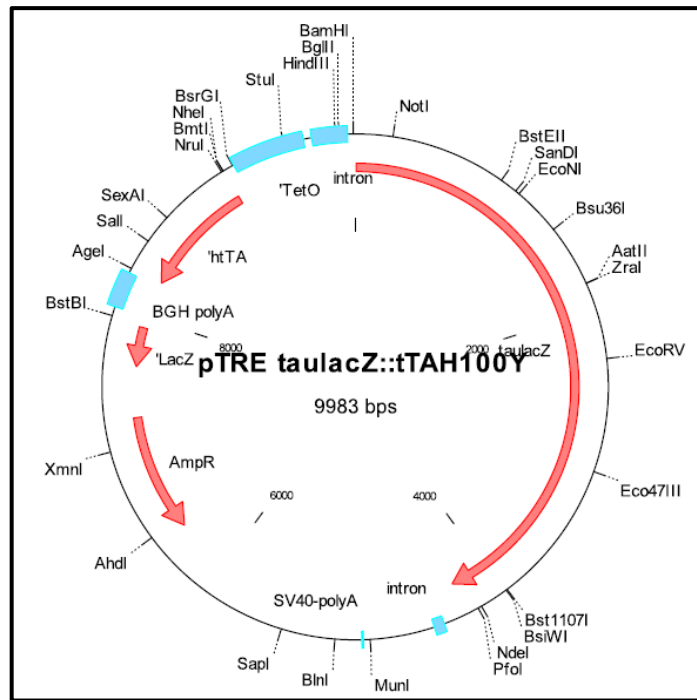 BamHI
BglII
HindIII
StuI
NotI
BsrGI
NheI
BmtI
NruI
BstEII
SanDI
EcoNI
SexAI
SalI
AgeI
'TetO
intron
Bsu36I
'htTA
AatII
ZraI
BstBI
BGH polyA
8000
2000
taulacZ
'LacZ
pTRE taulacZ::tTAH100Y
9983 bps
EcoRV
XmnI
AmpR
6000
4000
Eco47III
AhdI
SV40-polyA
intron
Bst1107I
BsiWI
NdeI
PfoI
SapI
BlnI
MunI